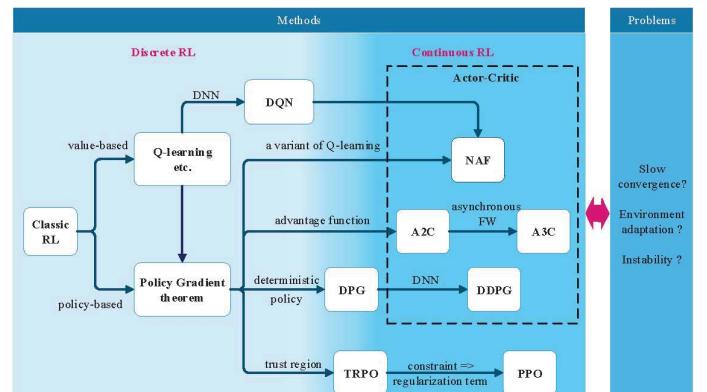 Methods
Problems
Discrete RL
Continuous RL
Actor-Critic
DNN
DQN
value-based
Q-learning
etc.
a variant of Q-learning
NAF
Classic
RL
advantage function
A2C
asynchronous
FW
A3C
policy-based
Policy Gradient
theorem
deterministic
policy
DPG
DNN
DDPG
trust region
TRPO
constraint =>
regularization term
PPO
Slow
convergence?
Environment
adaptation ?
Instability ?